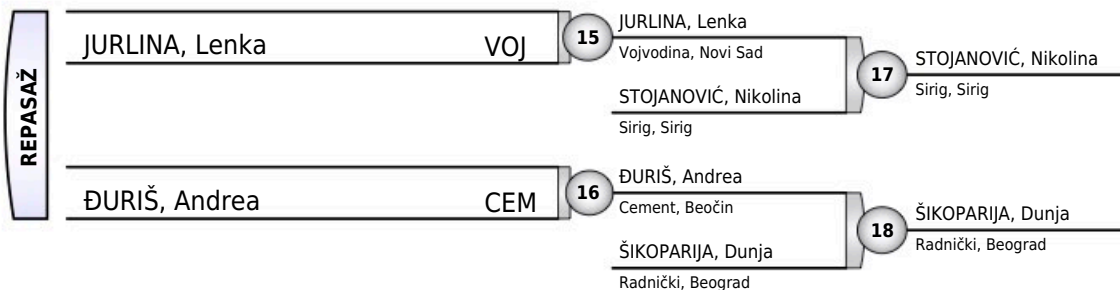 REPASAŽ
JURLINA, Lenka VOJ
15
JURLINA, Lenka
Vojvodina, Novi Sad
STOJANOVIĆ, Nikolina
Sirig, Sirig
17
STOJANOVIĆ, Nikolina
Sirig, Sirig
ĐURIŠ, Andrea CEM
16
ĐURIŠ, Andrea
Cement, Beočin
ŠIKOPARIJA, Dunja
Radnički, Beograd
18
ŠIKOPARIJA, Dunja
Radnički, Beograd